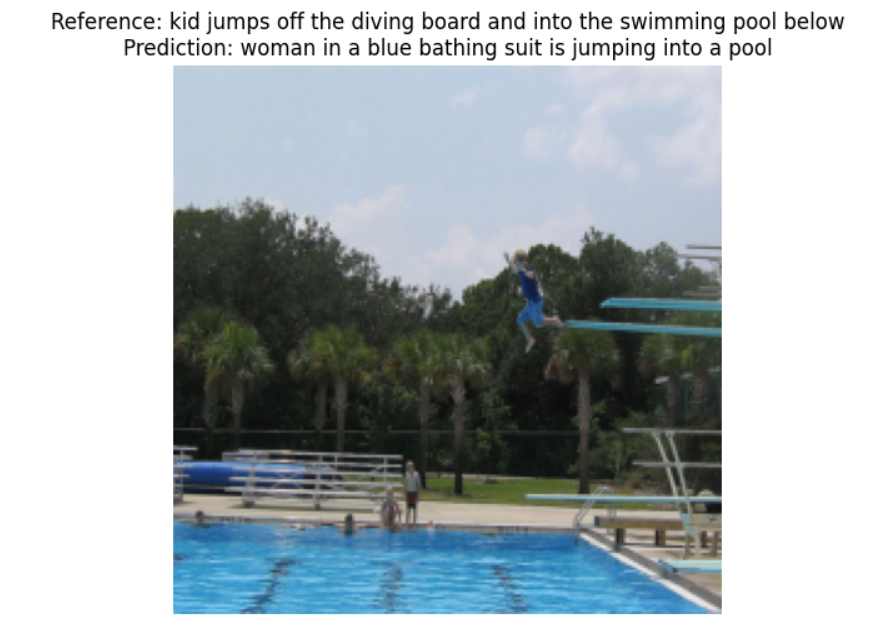 Reference: kid jumps off the diving board and into the swimming pool below
Prediction: woman in a blue bathing suit is jumping into a pool